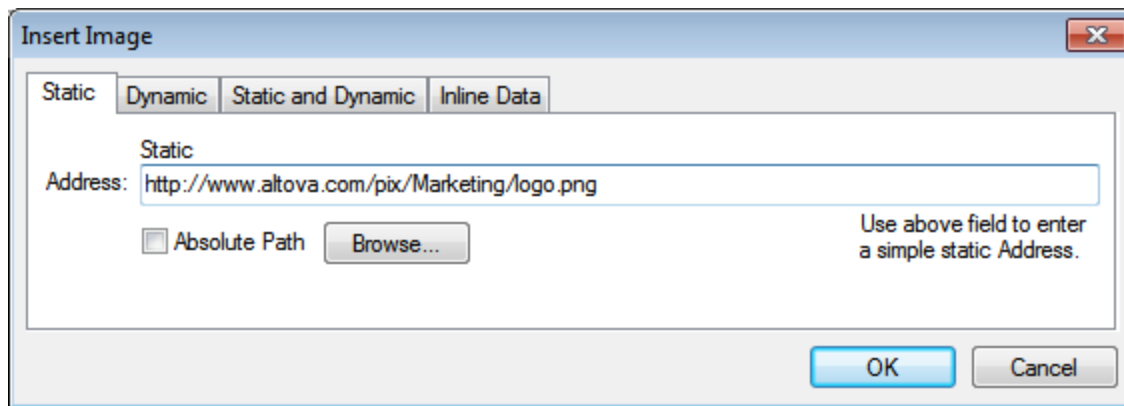 Insert Image
Static Dynamic Static and Dynamic Inline Data
Static
Address: http://www.altova.com/pix/Marketing/logo.png
Absolute Path Browse... Use above field to enter
a simple static Address.
OK Cancel